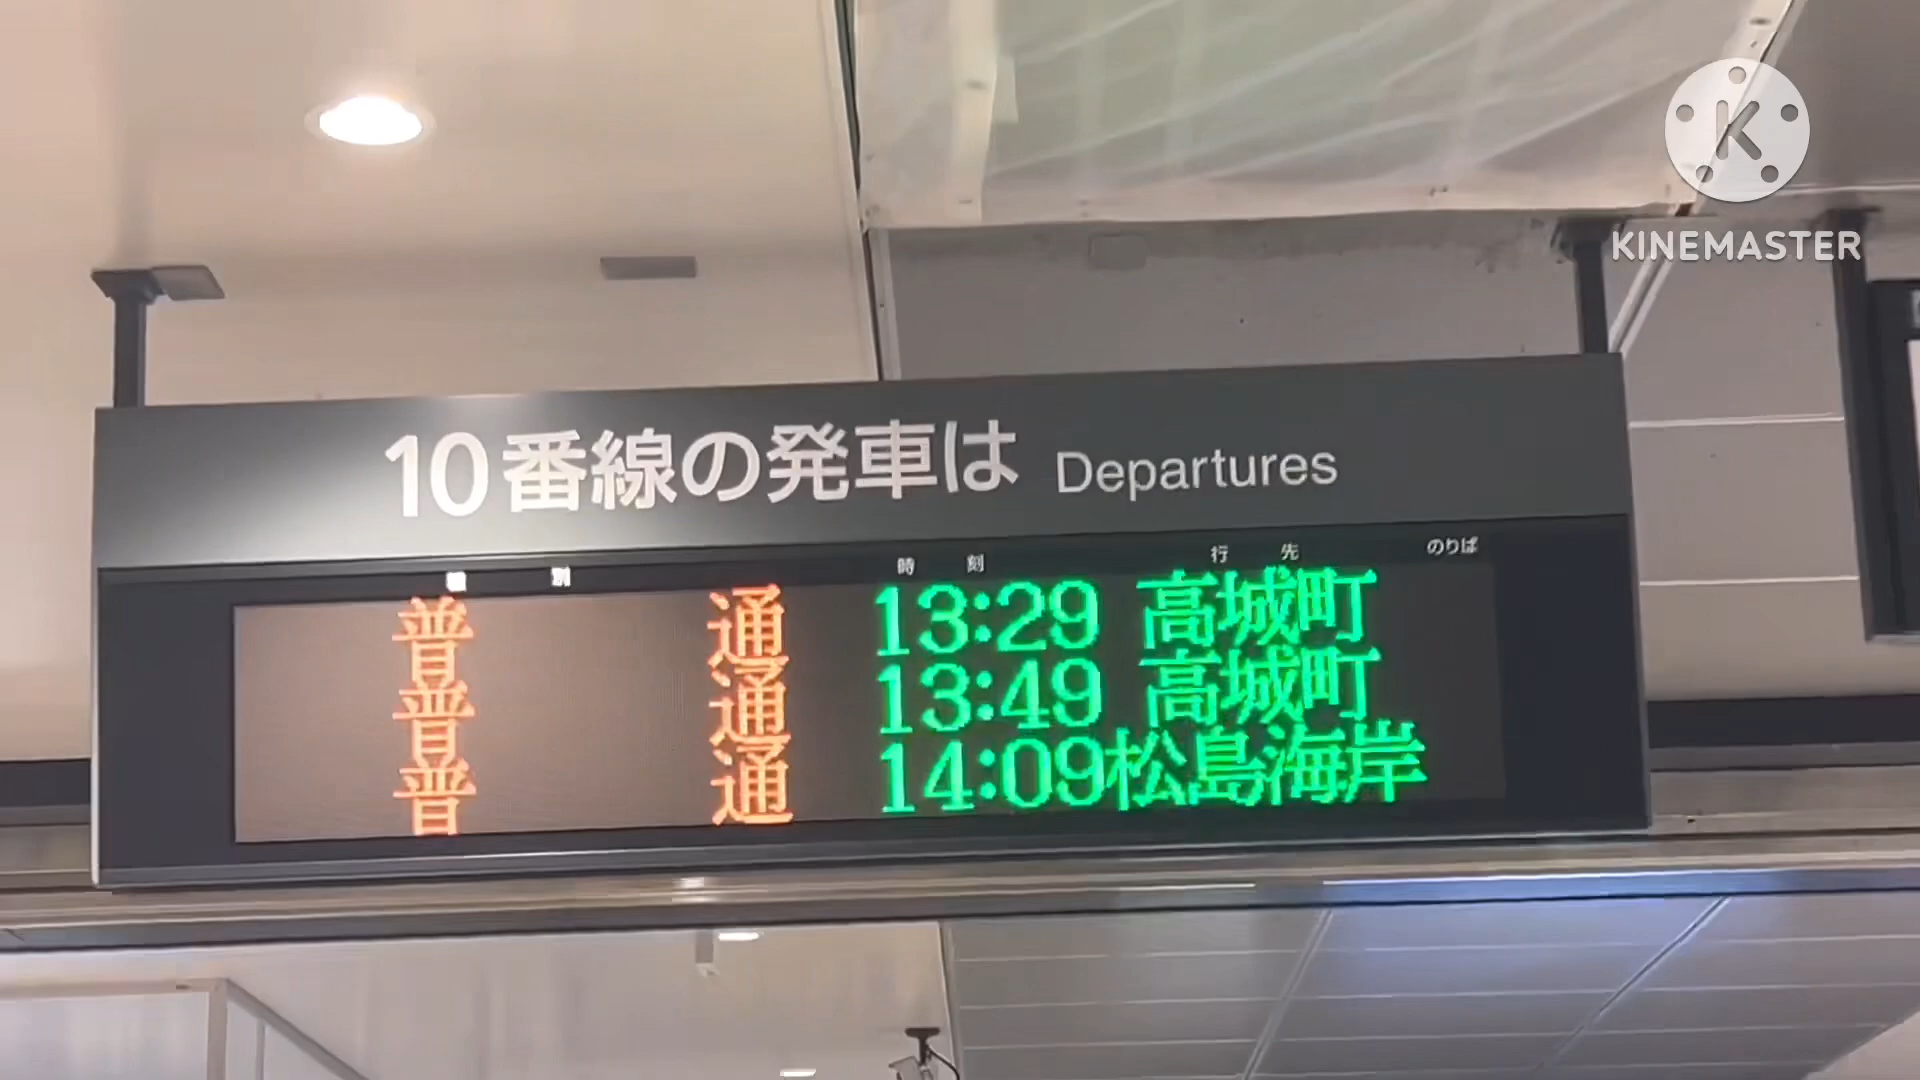 K
KINEMASTER
10番線の発車は Departures
種 別 時 刻 行 先 のりば
普 通 13:29 高城町
普 通 13:49 高城町
普 通 14:09 松島海岸